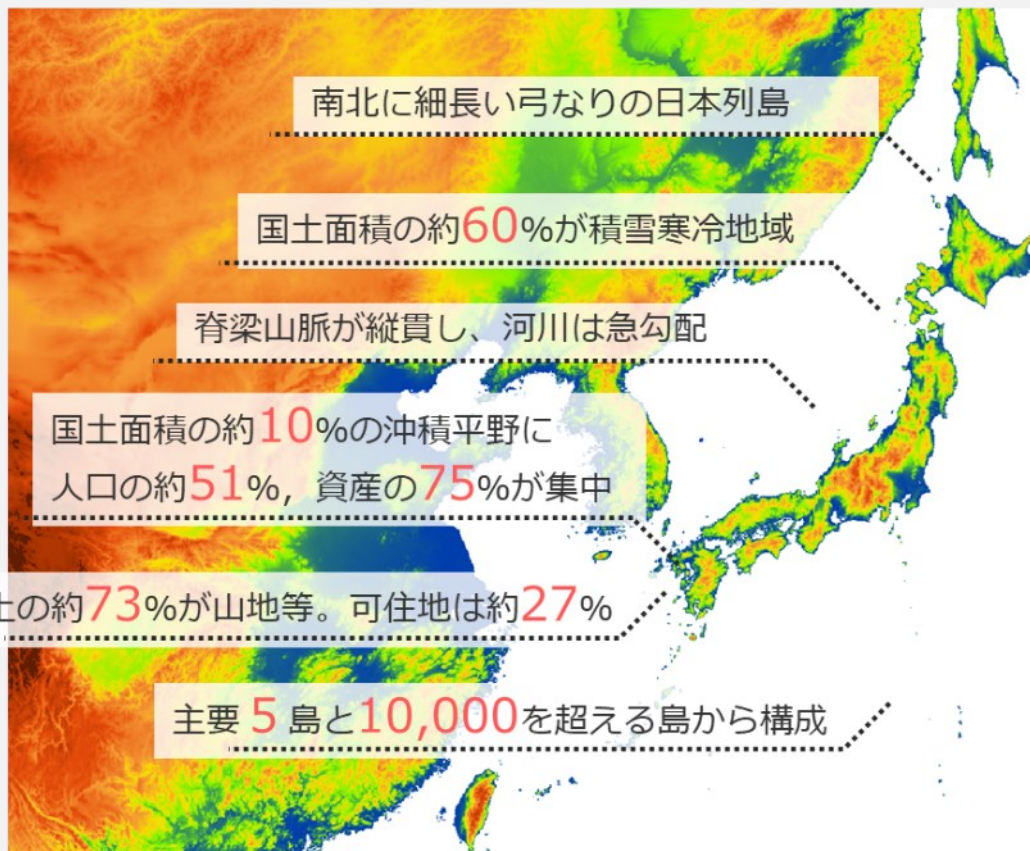 南北に細長い弓なりの日本列島
国土面積の約60%が積雪寒冷地域
脊梁山脈が縦貫し、河川は急勾配
国土面積の約10%の沖積平野に
人口の約51%，資産の75%が集中
土の約73%が山地等。可住地は約27%
主要５島と10,000を超える島から構成